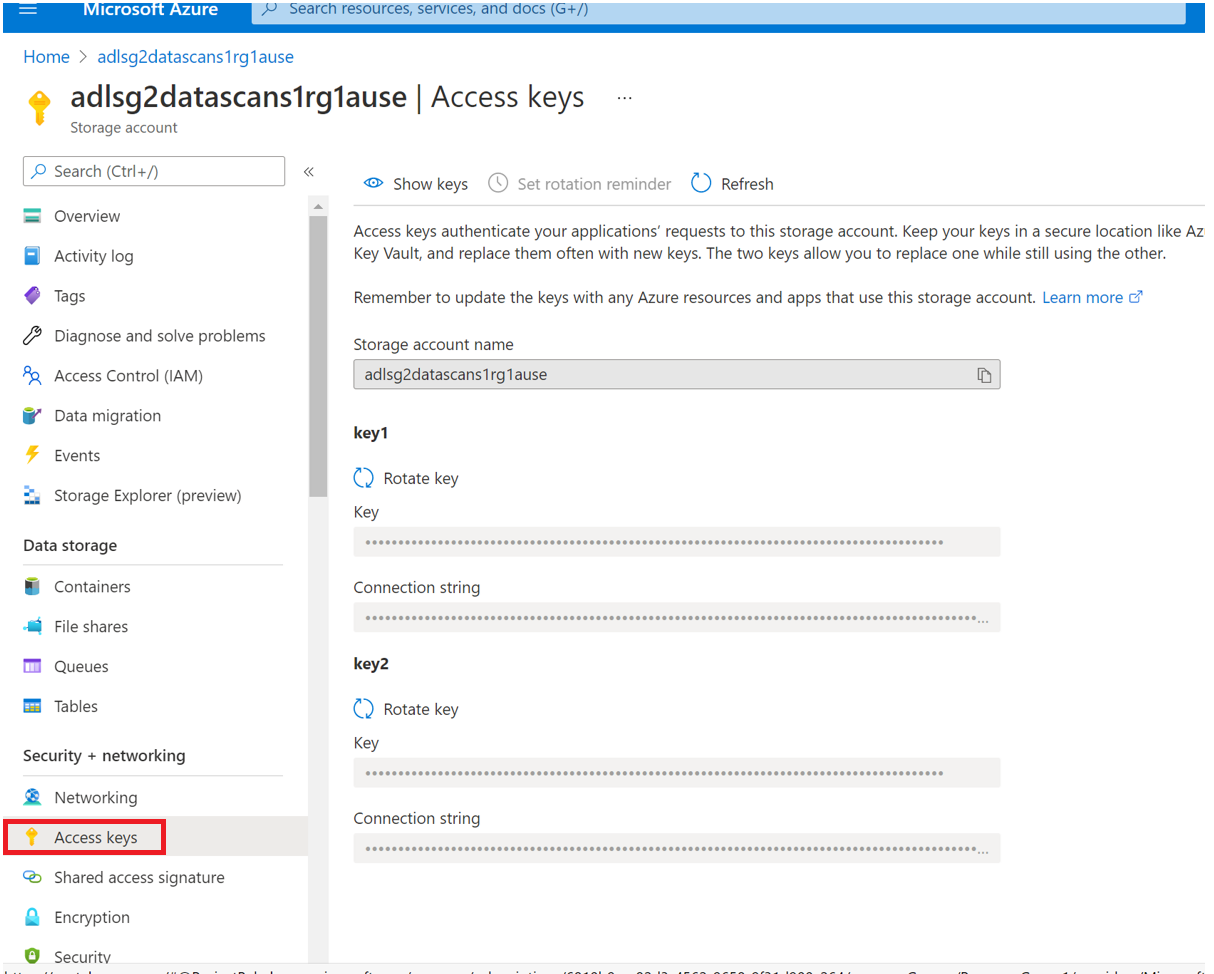 Microsoft Azure
Search resources, services, and docs (G+/)
Home > adlsg2datascans1rg1ause
adlsg2datascans1rg1ause | Access keys ...
Storage account
Search (Ctrl+/)
«
Overview
Activity log
Tags
Diagnose and solve problems
Access Control (IAM)
Data migration
Events
Storage Explorer (preview)
Data storage
Containers
File shares
Queues
Tables
Security + networking
Networking
Access keys
Shared access signature
Encryption
Security
Show keys
Set rotation reminder
Refresh
Access keys authenticate your applications’ requests to this storage account. Keep your keys in a secure location like Az
Key Vault, and replace them often with new keys. The two keys allow you to replace one while still using the other.
Remember to update the keys with any Azure resources and apps that use this storage account. Learn more
Storage account name
adlsg2datascans1rg1ause
key1
Rotate key
Key
Connection string
key2
Rotate key
Key
Connection string